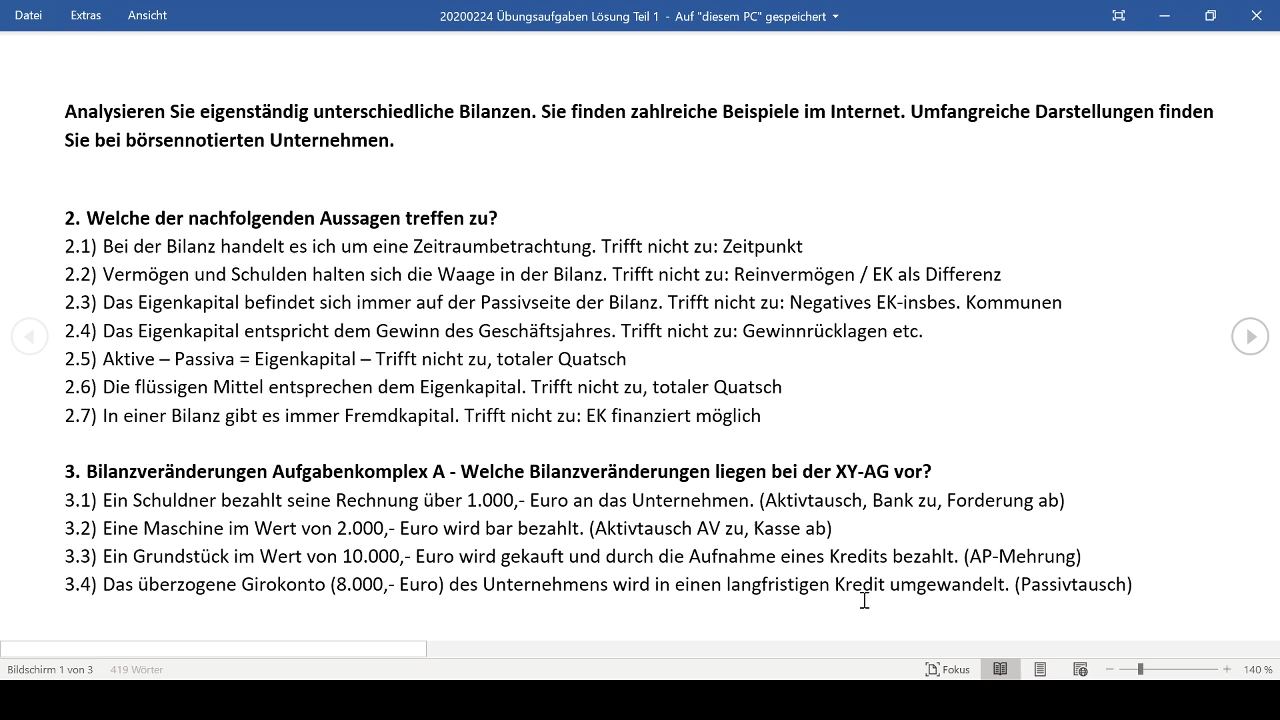 Datei Extras Ansicht 20200224 Übungsaufgaben Lösung Teil 1 - Auf "diesem PC" gespeichert
Analysieren Sie eigenständig unterschiedliche Bilanzen. Sie finden zahlreiche Beispiele im Internet. Umfangreiche Darstellungen finden
Sie bei börsennotierten Unternehmen.
2. Welche der nachfolgenden Aussagen treffen zu?
2.1) Bei der Bilanz handelt es ich um eine Zeitraumbetrachtung. Trifft nicht zu: Zeitpunkt
2.2) Vermögen und Schulden halten sich die Waage in der Bilanz. Trifft nicht zu: Reinvermögen / EK als Differenz
2.3) Das Eigenkapital befindet sich immer auf der Passivseite der Bilanz. Trifft nicht zu: Negatives EK-insbes. Kommunen
2.4) Das Eigenkapital entspricht dem Gewinn des Geschäftsjahres. Trifft nicht zu: Gewinnrücklagen etc.
2.5) Aktive – Passiva = Eigenkapital – Trifft nicht zu, totaler Quatsch
2.6) Die flüssigen Mittel entsprechen dem Eigenkapital. Trifft nicht zu, totaler Quatsch
2.7) In einer Bilanz gibt es immer Fremdkapital. Trifft nicht zu: EK finanziert möglich
3. Bilanzveränderungen Aufgabenkomplex A - Welche Bilanzveränderungen liegen bei der XY-AG vor?
3.1) Ein Schuldner bezahlt seine Rechnung über 1.000,- Euro an das Unternehmen. (Aktivtausch, Bank zu, Forderung ab)
3.2) Eine Maschine im Wert von 2.000,- Euro wird bar bezahlt. (Aktivtausch AV zu, Kasse ab)
3.3) Ein Grundstück im Wert von 10.000,- Euro wird gekauft und durch die Aufnahme eines Kredits bezahlt. (AP-Mehrung)
3.4) Das überzogene Girokonto (8.000,- Euro) des Unternehmens wird in einen langfristigen Kredit umgewandelt. (Passivtausch)
Bildschirm 1 von 3 419 Wörter Fokus 140 %